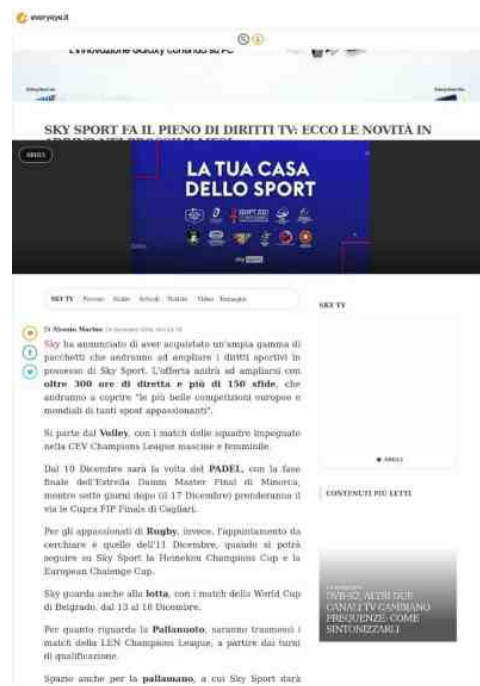 everyeye.it
L'innovazione Galaxy continua su PC
SKY SPORT FA IL PIENO DI DIRITTI TV: ECCO LE NOVITÀ IN
LA TUA CASA
DELLO SPORT
sky sport
SKY TV
Di Alessio Marino
Sky ha annunciato di aver acquistato un'ampia gamma di
pacchetti che andranno ad ampliare i diritti sportivi in
possesso di Sky Sport. L'offerta andrà ad ampliarsi con
oltre 300 ore di diretta e più di 150 sfide, che
andranno a coprire "le più belle competizioni europee e
mondiali di tanti spost appassionanti".
Si parte dal Volley, con i match delle squadre impegnate
nella CEV Champions League mascine e femminile.
Dal 10 Dicembre sarà la volta del PADEL, con la fase
finale dell'Estrella Damm Master Final di Minorca,
mentre sette giorni dopo (il 17 Dicembre) prenderanno il
via le Cupra FIP Finals di Cagliari.
Per gli appassionati di Rugby, invece, l'appuntamento da
cerchiare è quello dell'11 Dicembre, quando si potrà
seguire su Sky Sport la Heineken Champions Cup e la
European Chalenge Cup.
Sky guarda anche alla lotta, con i match della World Cup
di Belgrado, dal 13 al 18 Dicembre.
Per quanto riguarda la Pallanuoto, saranno trasmessi i
match della LEN Champions League, a partire dai turni
di qualificazione.
Spazio anche per la pallamano, a cui Sky Sport darà
SKY TV
CONTENUTI PIÙ LETTI
DVB-S2, ALTRI DUE
CANALI TV CAMBIANO
FREQUENZE: COME
SINTONIZZARLI